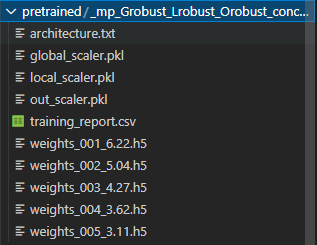 pretrained/_mp_Grobust_Lrobust_Orobust_conc...
architecture.txt
global_scaler.pkl
local_scaler.pkl
out_scaler.pkl
training_report.csv
weights_001_6.22.h5
weights_002_5.04.h5
weights_003_4.27.h5
weights_004_3.62.h5
weights_005_3.11.h5